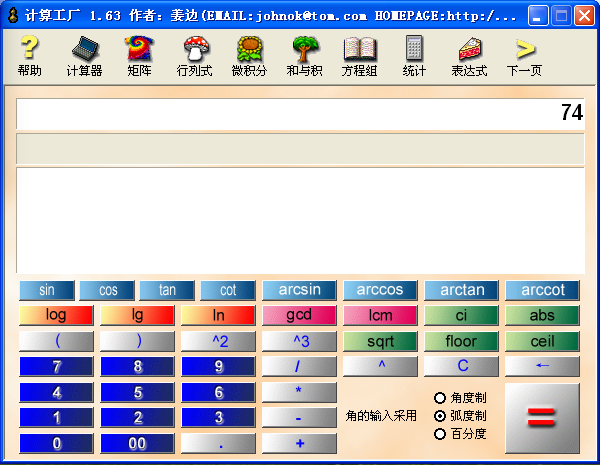 计算工厂 1.63 作者：姜边(EMAIL:johnok@tom.com HOMEPAGE:http:/...
帮助 计算器 矩阵 行列式 微积分 和与积 方程组 统计 表达式 下一页
74
sin cos tan cot arcsin arccos arctan arccot
log lg ln gcd lcm ci abs
( ) ^2 ^3 sqrt floor ceil
7 8 9 / ^ C ←
4 5 6 *
角度制
1 2 3 - 角的输入采用 弧度制 =
百分度
0 00 . +